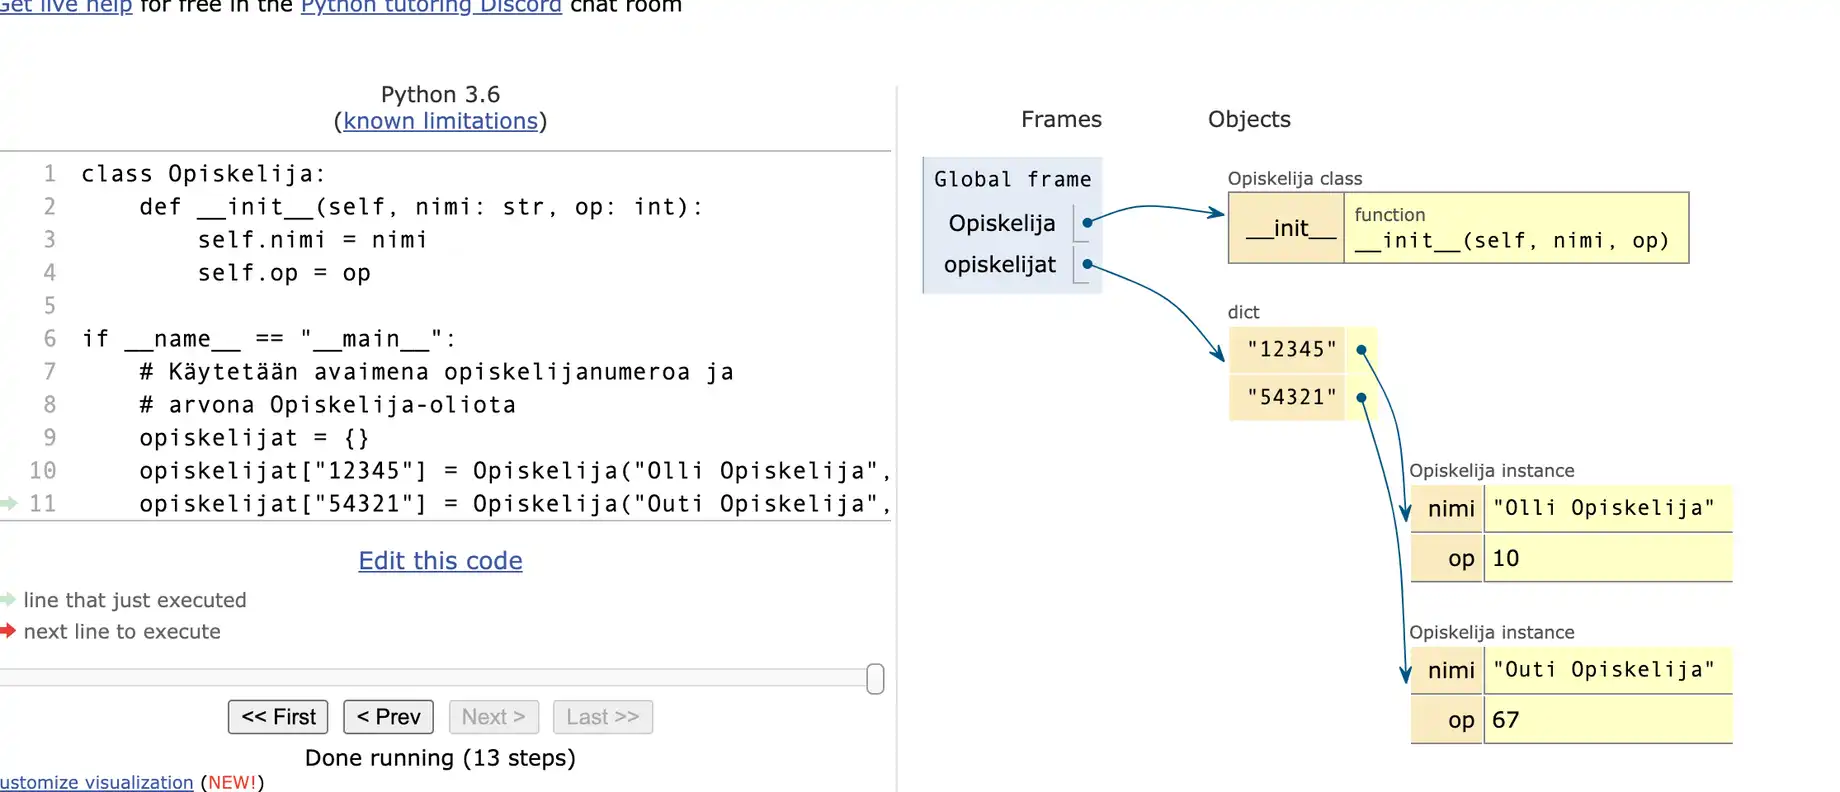 Get live help for free in the Python tutoring Discord chat room
Python 3.6
(known limitations)
1 class Opiskelija:
2     def __init__(self, nimi: str, op: int):
3         self.nimi = nimi
4         self.op = op
5
6 if __name__ == "__main__":
7     # Käytetään avaimena opiskelijanumeroa ja
8     # arvona Opiskelija-oliota
9     opiskelijat = {}
10     opiskelijat["12345"] = Opiskelija("Olli Opiskelija",
11     opiskelijat["54321"] = Opiskelija("Outi Opiskelija",
Edit this code
line that just executed
next line to execute
<< First < Prev Next > Last >>
Done running (13 steps)
ustomize visualization (NEW!)
Frames Objects
Global frame
Opiskelija
opiskelijat
Opiskelija class
__init__ function
__init__(self, nimi, op)
dict
"12345"
"54321"
Opiskelija instance
nimi "Olli Opiskelija"
op 10
Opiskelija instance
nimi "Outi Opiskelija"
op 67